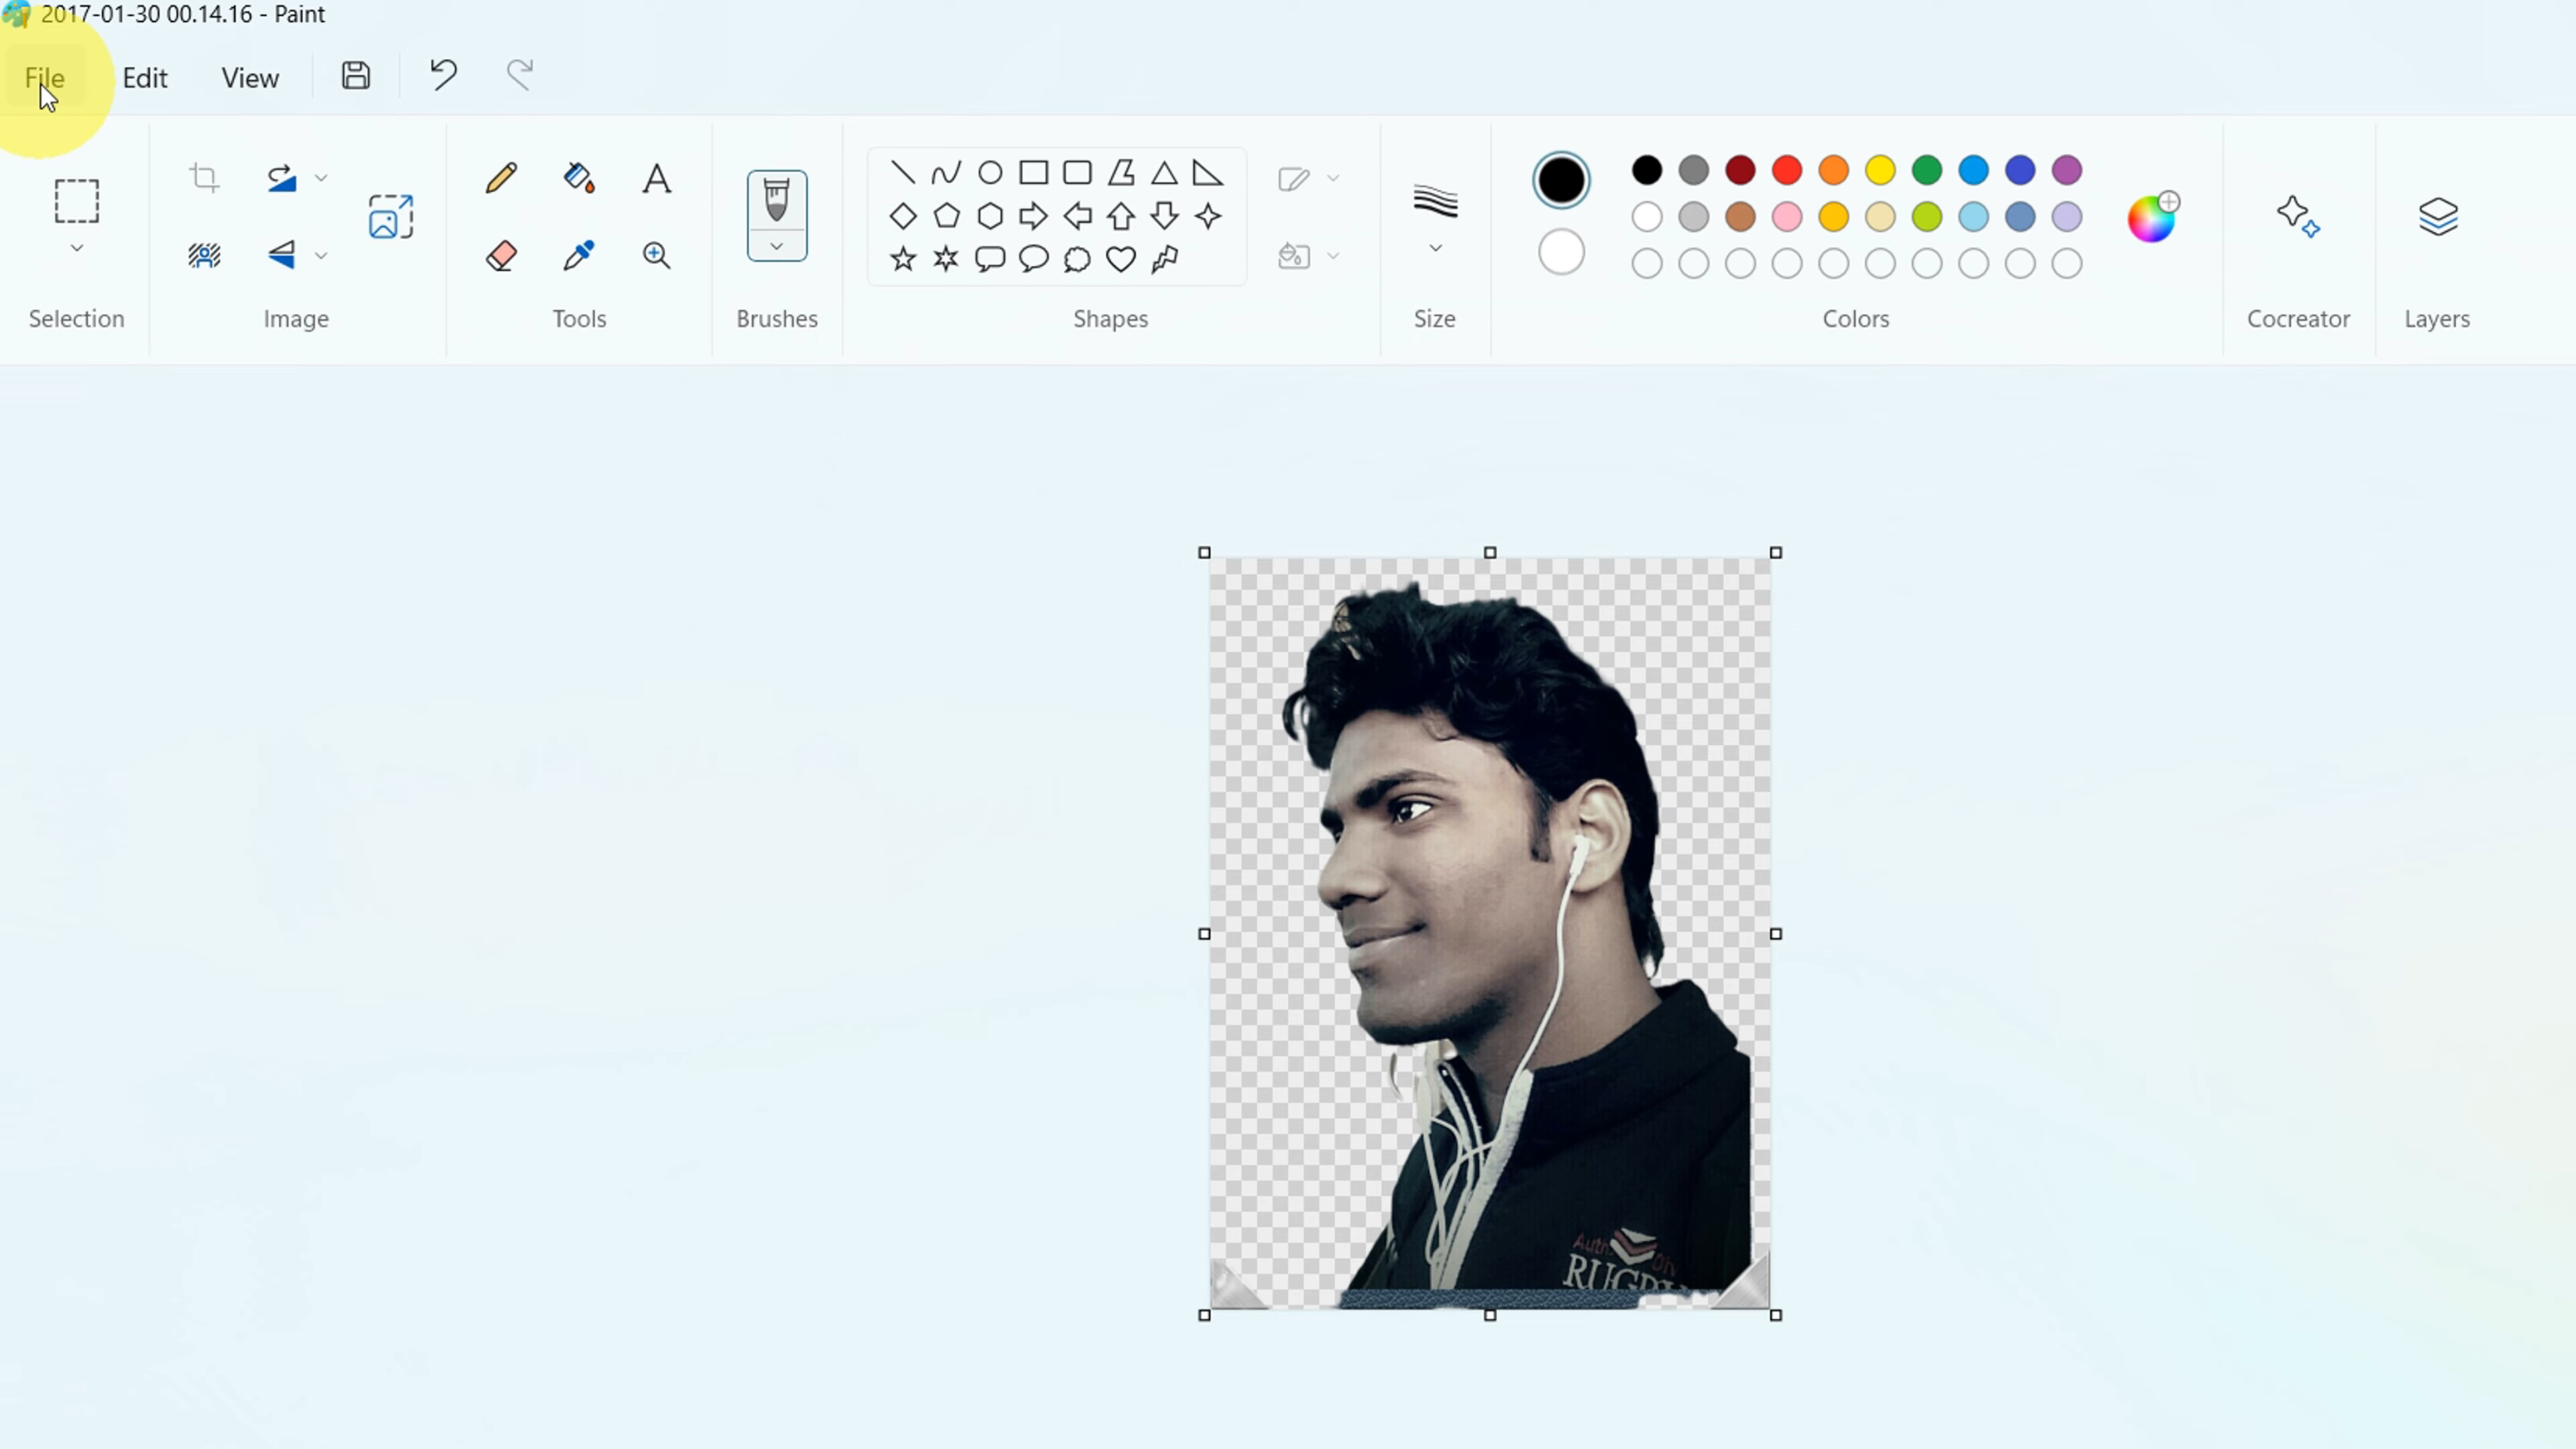 2017-01-30 00.14.16 - Paint
File Edit View
Selection Image Tools Brushes Shapes Size Colors Cocreator Layers
Auth